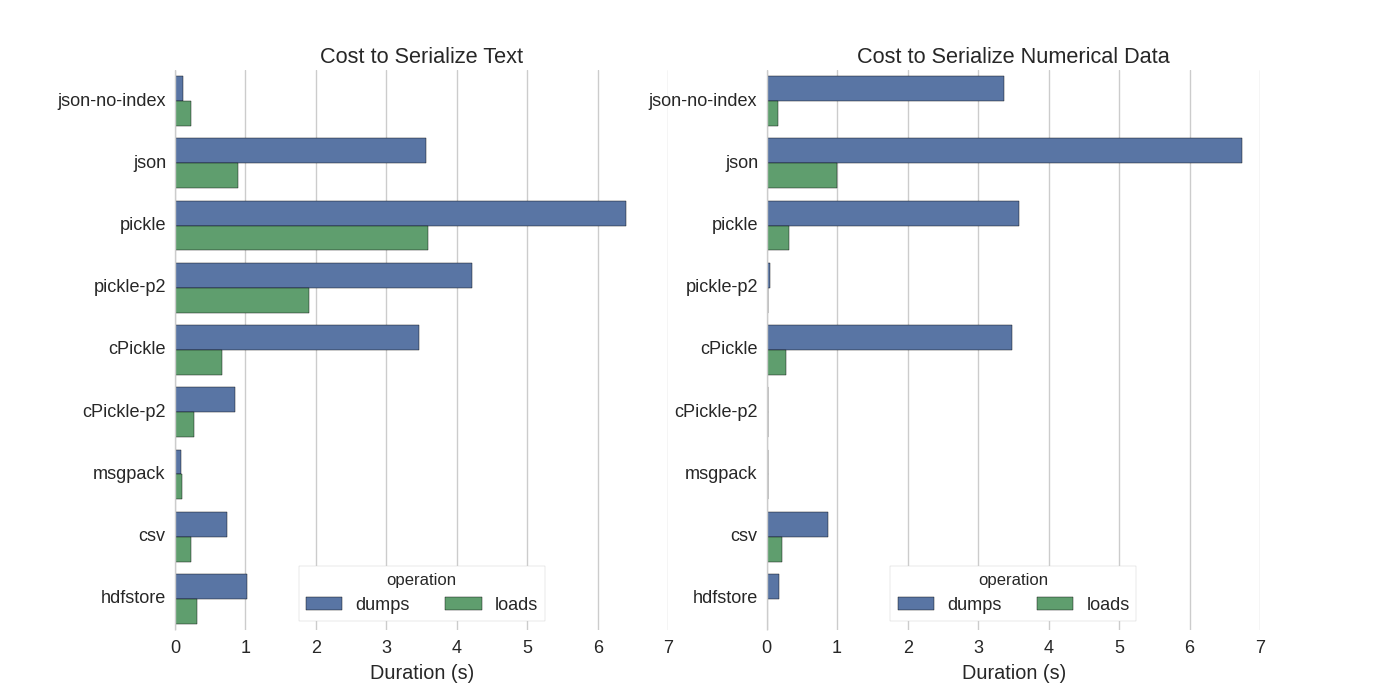 Cost to Serialize Text
json-no-index
json
pickle
pickle-p2
cPickle
cPickle-p2
msgpack
csv
hdfstore
operation
dumps loads
0 1 2 3 4 5 6 7
Duration (s)
Cost to Serialize Numerical Data
json-no-index
json
pickle
pickle-p2
cPickle
cPickle-p2
msgpack
csv
hdfstore
operation
dumps loads
0 1 2 3 4 5 6 7
Duration (s)